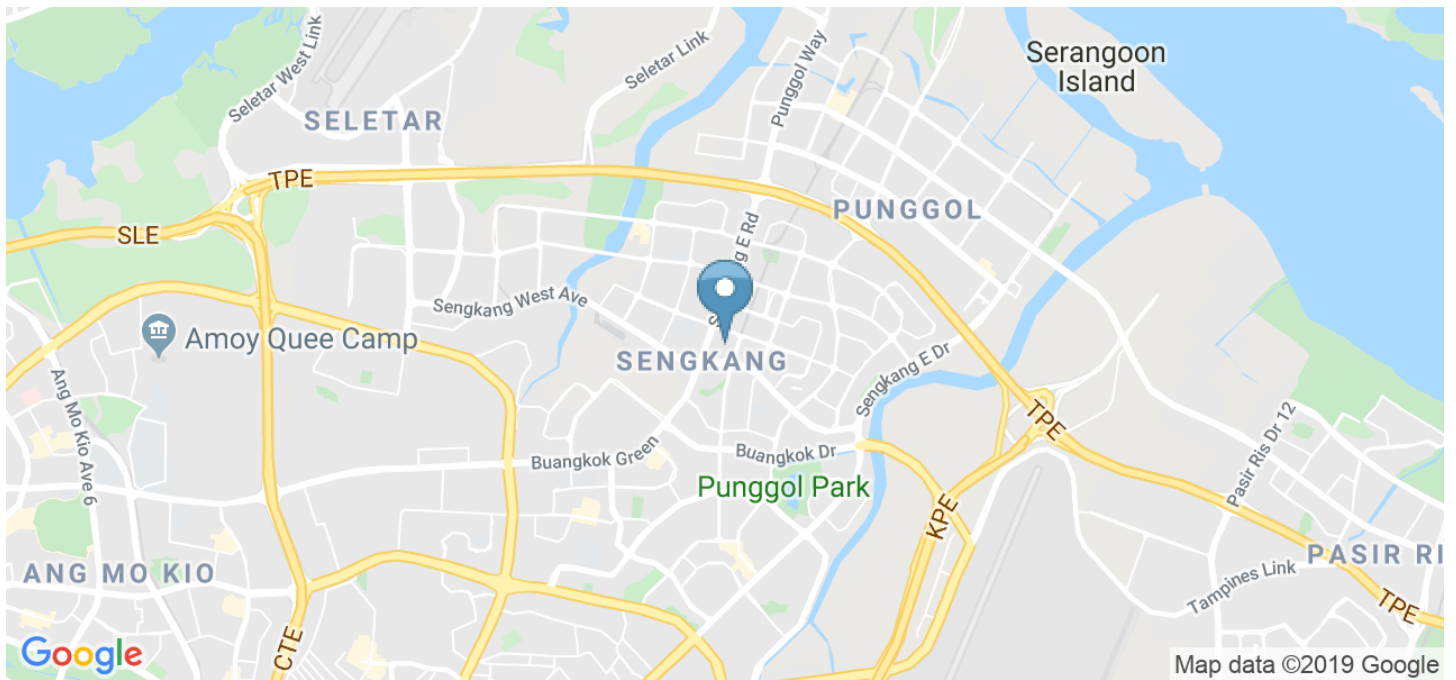 Serangoon
Island
Seletar West Link
Seletar Link
Punggol Way
SELETAR
TPE
PUNGGOL
SLE
g E Rd
Sengkang West Ave
Amoy Quee Camp
SENGKANG
Sengkang E Dr
Ang Mo Kio Ave 6
TPE
Pasir Ris Dr 12
Buangkok Green
Buangkok Dr
Punggol Park
KPE
ANG MO KIO
PASIR RI
Tampines Link
TPE
CTE
Google
Map data ©2019 Google